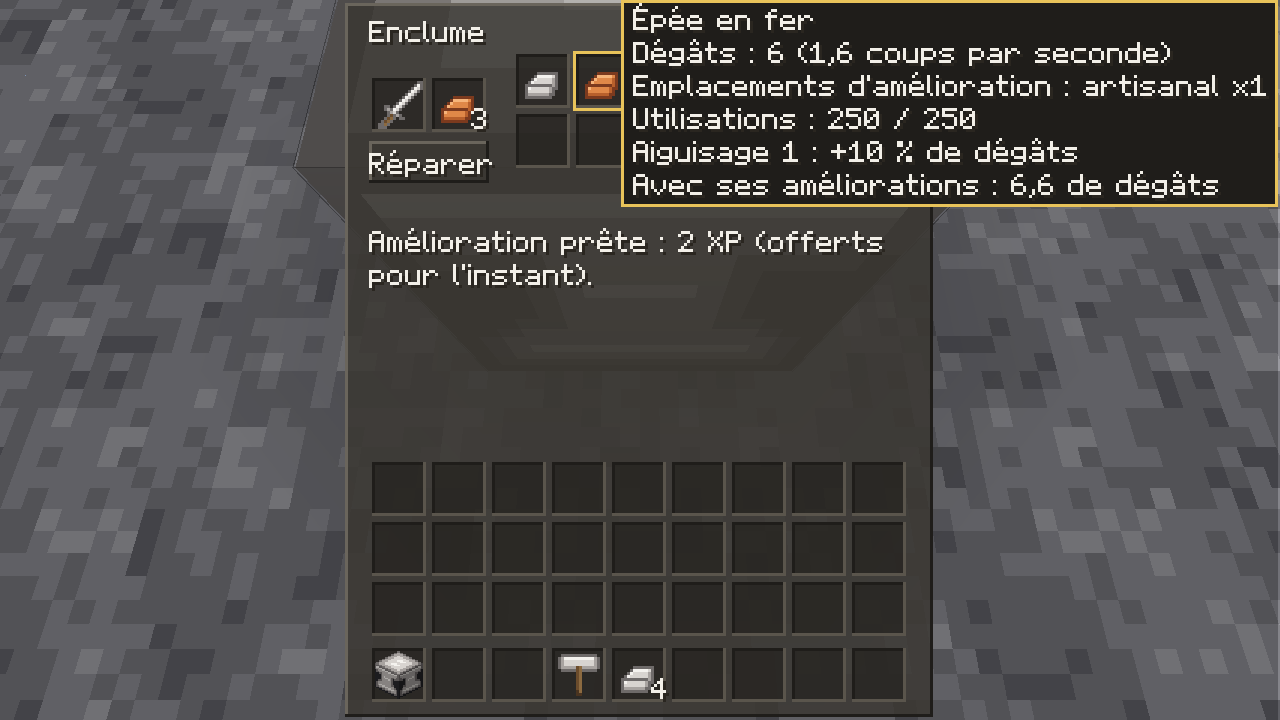 Enclume
3
Réparer
Épée en fer
Dégâts : 6 (1,6 coups par seconde)
Emplacements d'amélioration : artisanal x1
Utilisations : 250 / 250
Aiguisage 1 : +10 % de dégâts
Avec ses améliorations : 6,6 de dégâts
Amélioration prête : 2 XP (offerts
pour l'instant).
4